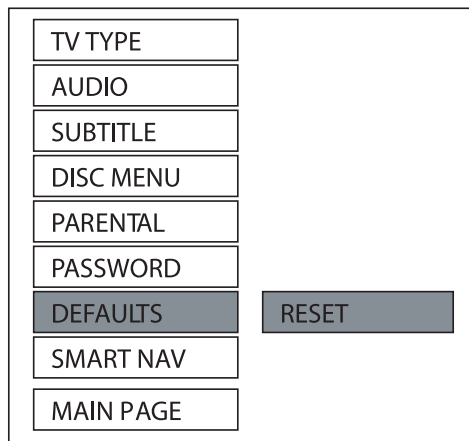 TV TYPE
AUDIO
SUBTITLE
DISC MENU
PARENTAL
PASSWORD
DEFAULTS RESET
SMART NAV
MAIN PAGE